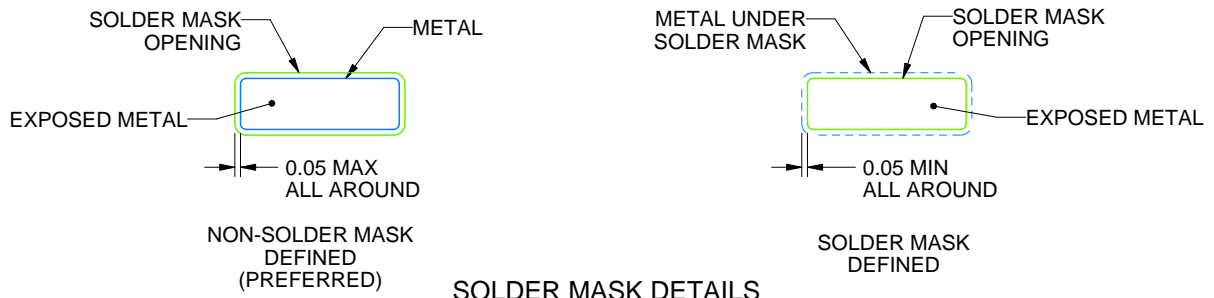 SOLDER MASK
OPENING
METAL
EXPOSED METAL
0.05 MAX
ALL AROUND
NON-SOLDER MASK
DEFINED
(PREFERRED)
METAL UNDER
SOLDER MASK
SOLDER MASK
OPENING
EXPOSED METAL
0.05 MIN
ALL AROUND
SOLDER MASK
DEFINED
SOLDER MASK DETAILS